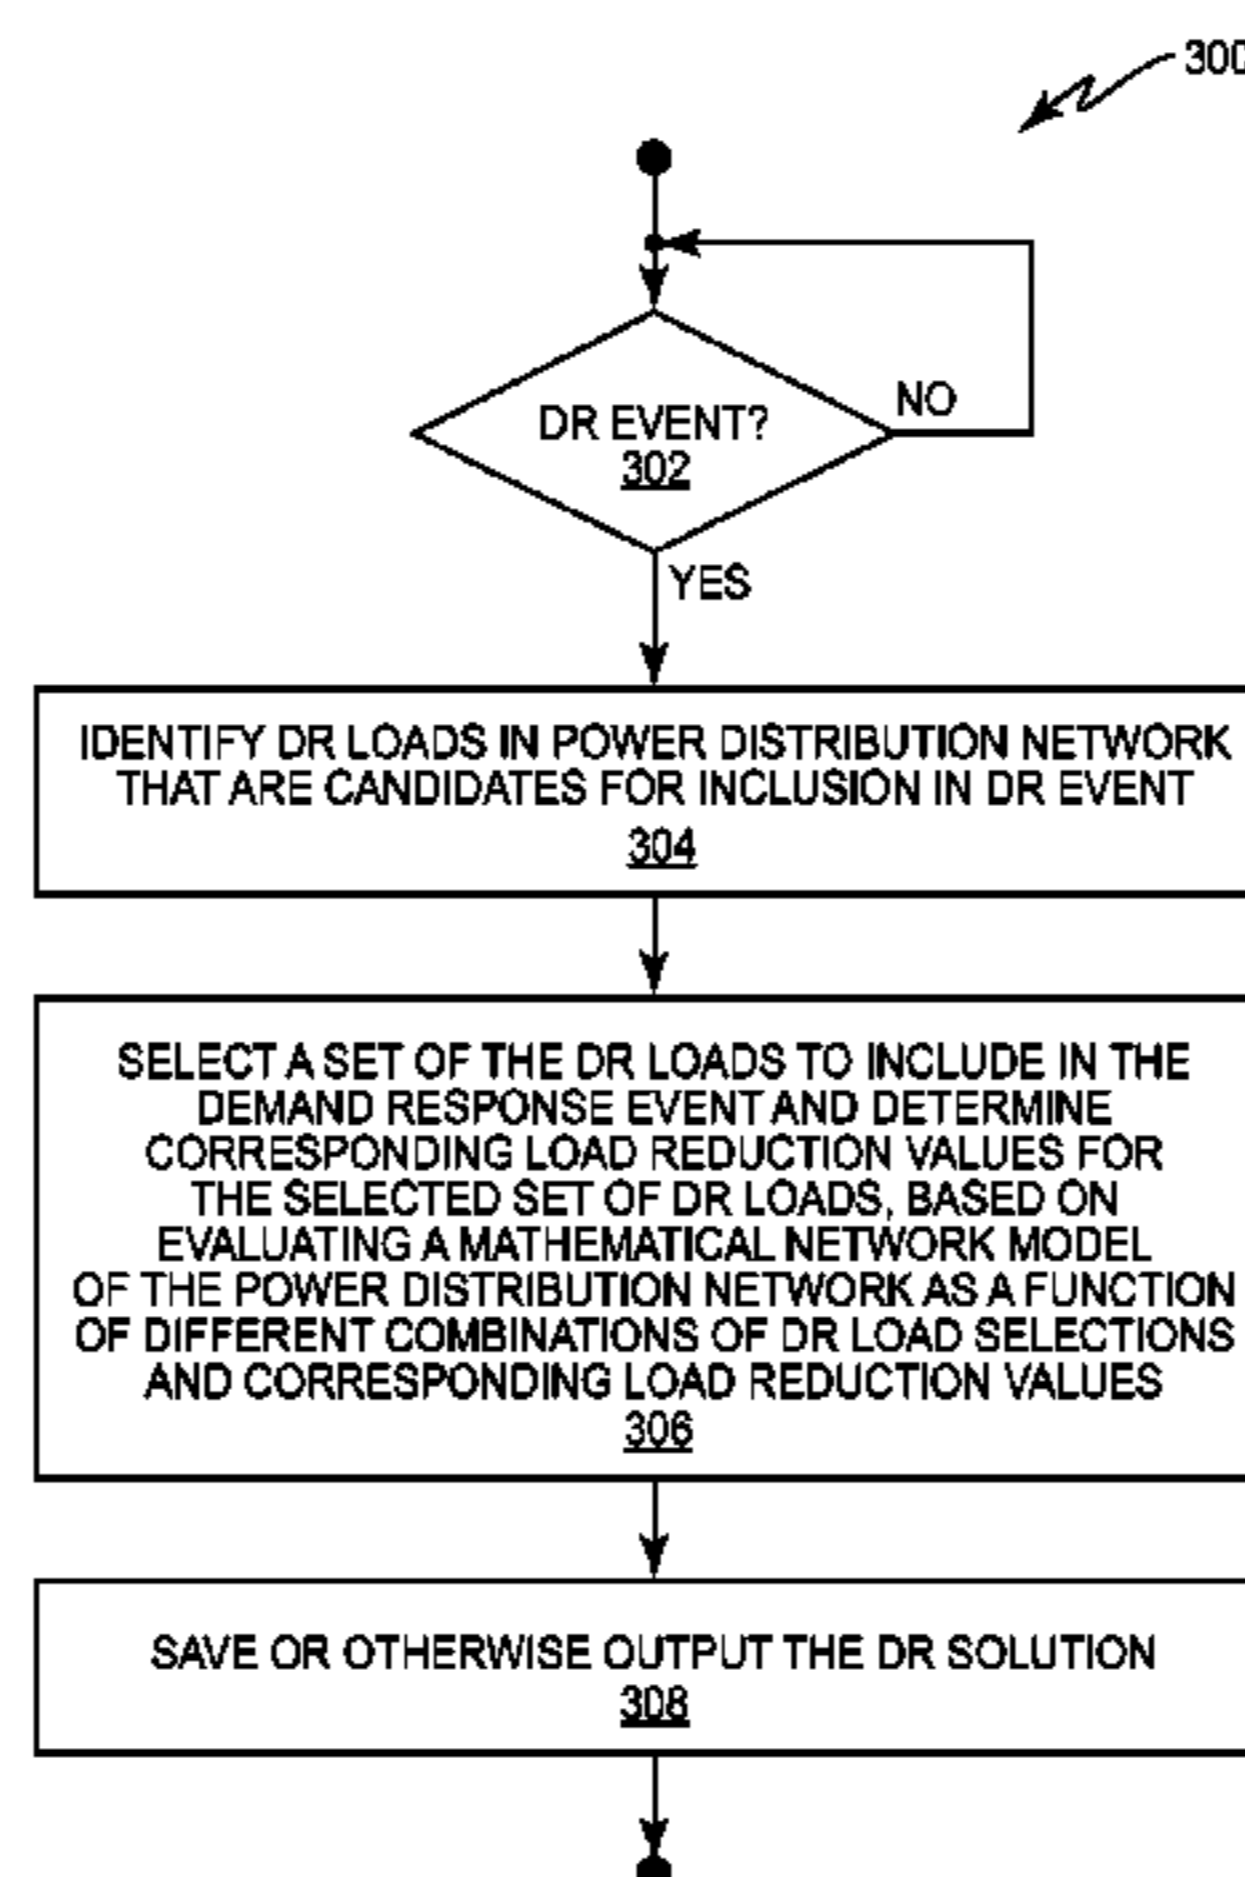 300
DR EVENT?
302
NO
YES
IDENTIFY DR LOADS IN POWER DISTRIBUTION NETWORK
THAT ARE CANDIDATES FOR INCLUSION IN DR EVENT
304
SELECT A SET OF THE DR LOADS TO INCLUDE IN THE
DEMAND RESPONSE EVENT AND DETERMINE
CORRESPONDING LOAD REDUCTION VALUES FOR
THE SELECTED SET OF DR LOADS, BASED ON
EVALUATING A MATHEMATICAL NETWORK MODEL
OF THE POWER DISTRIBUTION NETWORK AS A FUNCTION
OF DIFFERENT COMBINATIONS OF DR LOAD SELECTIONS
AND CORRESPONDING LOAD REDUCTION VALUES
306
SAVE OR OTHERWISE OUTPUT THE DR SOLUTION
308